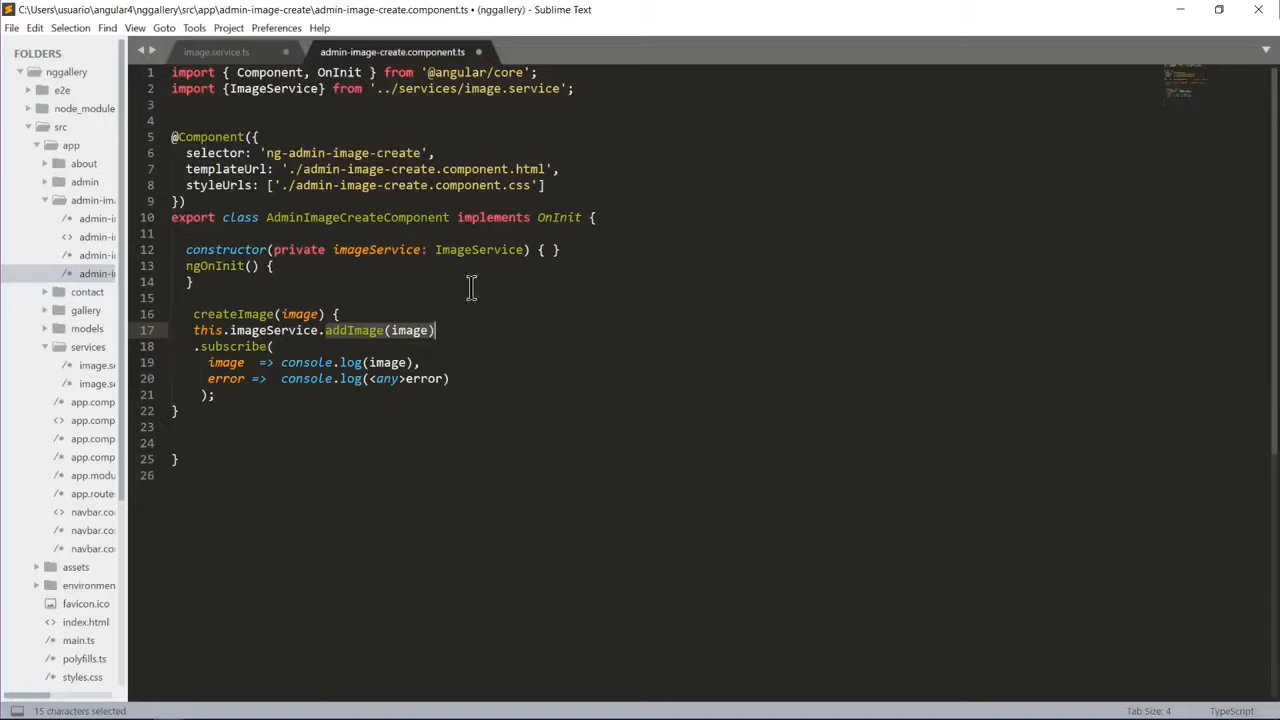 C:\Users\usuario\angular4\nggallery\src\app\admin-image-create\admin-image-create.component.ts • (nggallery) - Sublime Text
File Edit Selection Find View Goto Tools Project Preferences Help
FOLDERS
nggallery
e2e
node_module
src
app
about
admin
admin-im
admin-i
admin-i
admin-i
admin-i
contact
gallery
models
services
image.se
image.se
app.comp
app.comp
app.comp
app.comp
app.modu
app.route
navbar.co
navbar.co
navbar.co
assets
environmen
favicon.ico
index.html
main.ts
polyfills.ts
styles.css
image.service.ts
admin-image-create.component.ts
1 import { Component, OnInit } from '@angular/core';
2 import {ImageService} from '../services/image.service';
3
4
5 @Component({
6 selector: 'ng-admin-image-create',
7 templateUrl: './admin-image-create.component.html',
8 styleUrls: ['./admin-image-create.component.css']
9 })
10 export class AdminImageCreateComponent implements OnInit {
11
12 constructor(private imageService: ImageService) { }
13 ngOnInit() {
14 }
15
16 createImage(image) {
17 this.imageService.addImage(image)
18 .subscribe(
19 image => console.log(image),
20 error => console.log(<any>error)
21 );
22 }
23
24
25 }
26
15 characters selected
Tab Size: 4
TypeScript